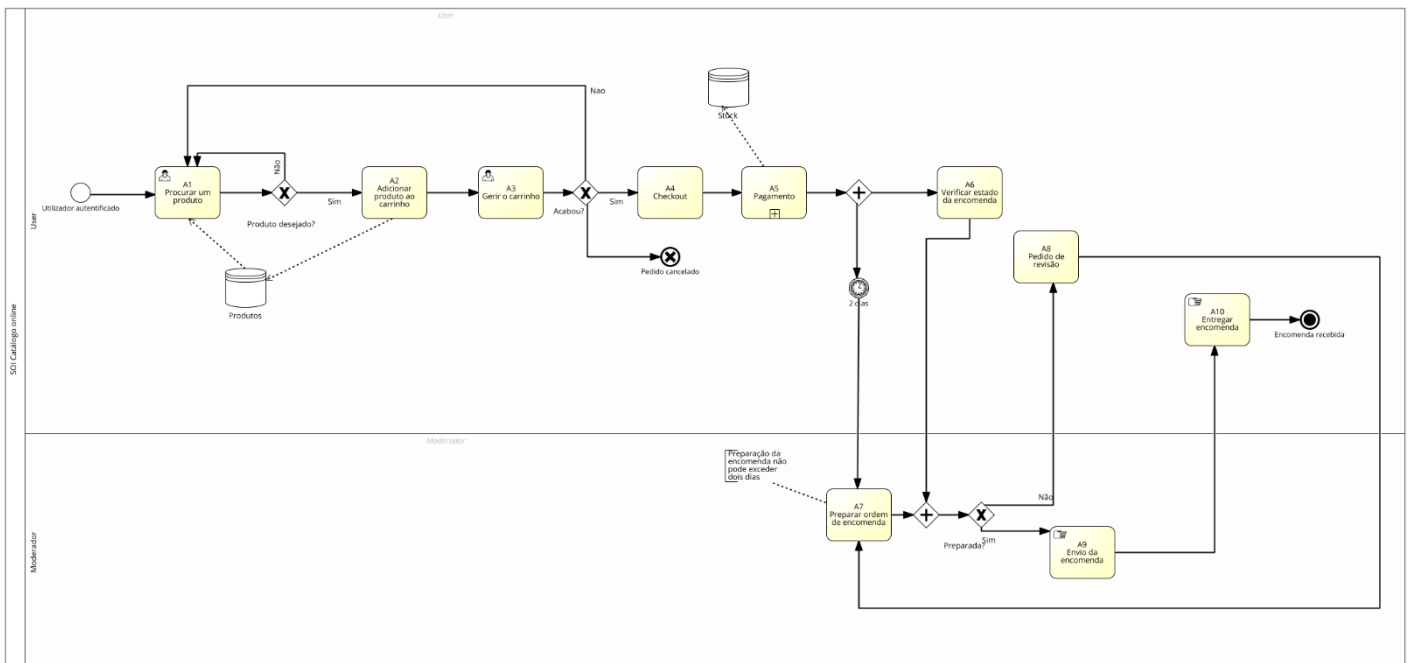 User
SOI Catálogo online
User
Utilizador autentificado
A1
Procurar um
produto
Não
Produto desejado?
Sim
Produtos
A2
Adicionar
produto ao
carrinho
A3
Gerir o carrinho
Nao
Acabou?
Sim
Pedido cancelado
A4
Checkout
Stock
A5
Pagamento
2 dias
A6
Verificar estado
da encomenda
A8
Pedido de
revisão
A10
Entregar
encomenda
Encomenda recebida
Maderador
Moderador
Preparação da
encomenda não
pode exceder
dois dias
A7
Preparar ordem
de encomenda
Preparada?
Não
Sim
A9
Envio da
encomenda